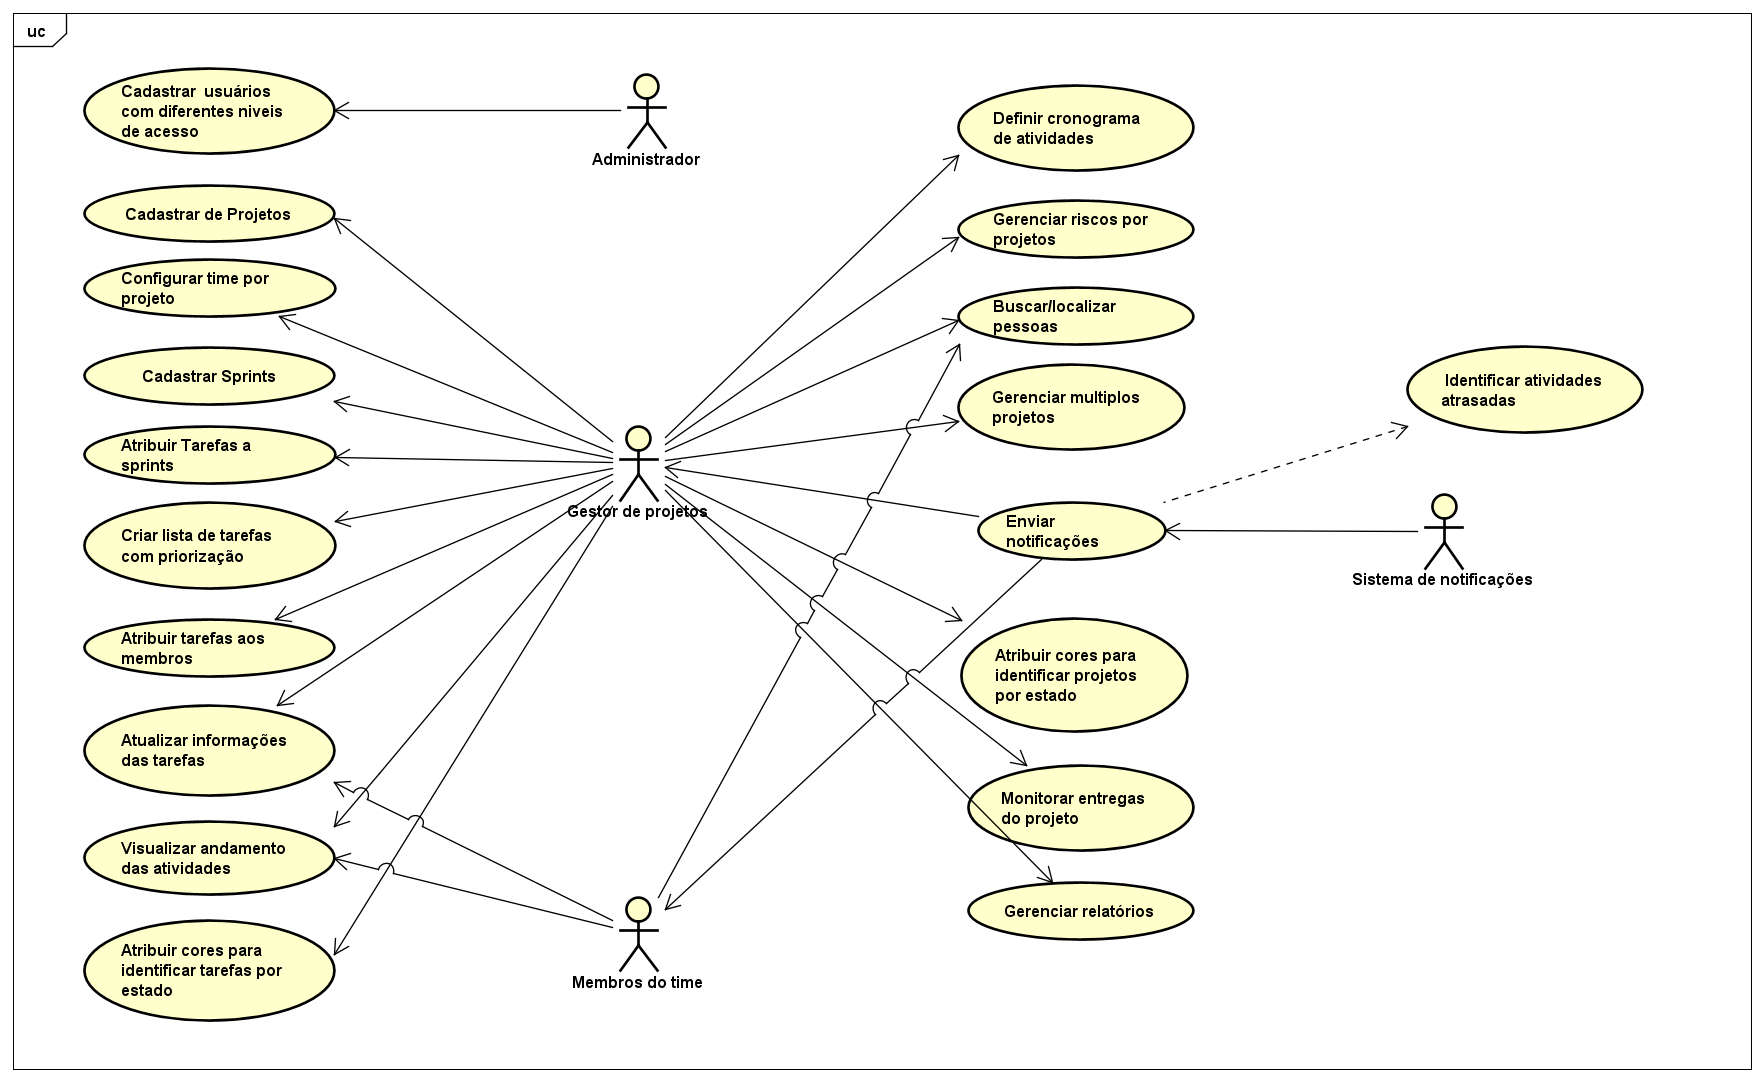 uc
Cadastrar  usuários
com diferentes niveis
de acesso
Administrador
Cadastrar de Projetos
Configurar time por
projeto
Cadastrar Sprints
Atribuir Tarefas a
sprints
Criar lista de tarefas
com priorização
Atribuir tarefas aos
membros
Atualizar informações
das tarefas
Visualizar andamento
das atividades
Atribuir cores para
identificar tarefas por
estado
Gestor de projetos
Membros do time
Definir cronograma
de atividades
Gerenciar riscos por
projetos
Buscar/localizar
pessoas
Gerenciar multiplos
projetos
Enviar
notificações
Atribuir cores para
identificar projetos
por estado
Monitorar entregas
do projeto
Gerenciar relatórios
Identificar atividades
atrasadas
Sistema de notificações